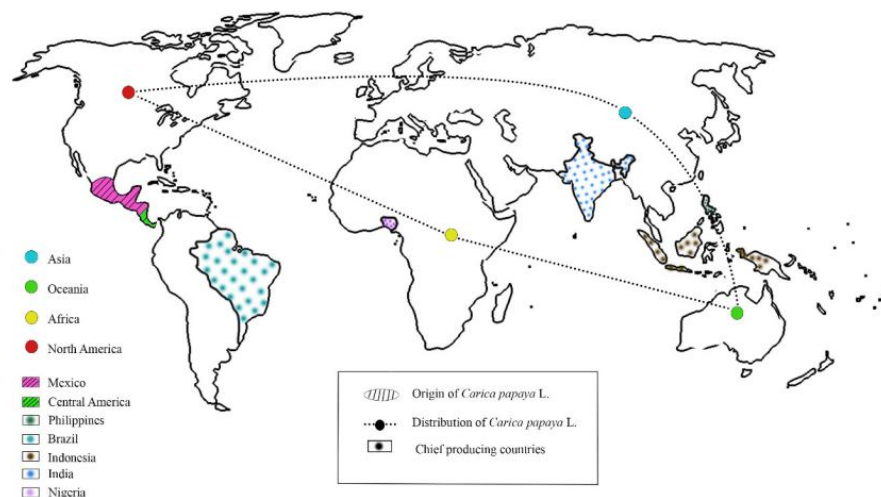 Asia
Oceania
Africa
North America
Mexico
Central America
Philippines
Brazil
Indonesia
India
Nigeria
Origin of Carica papaya L.
Distribution of Carica papaya L.
Chief producing countries